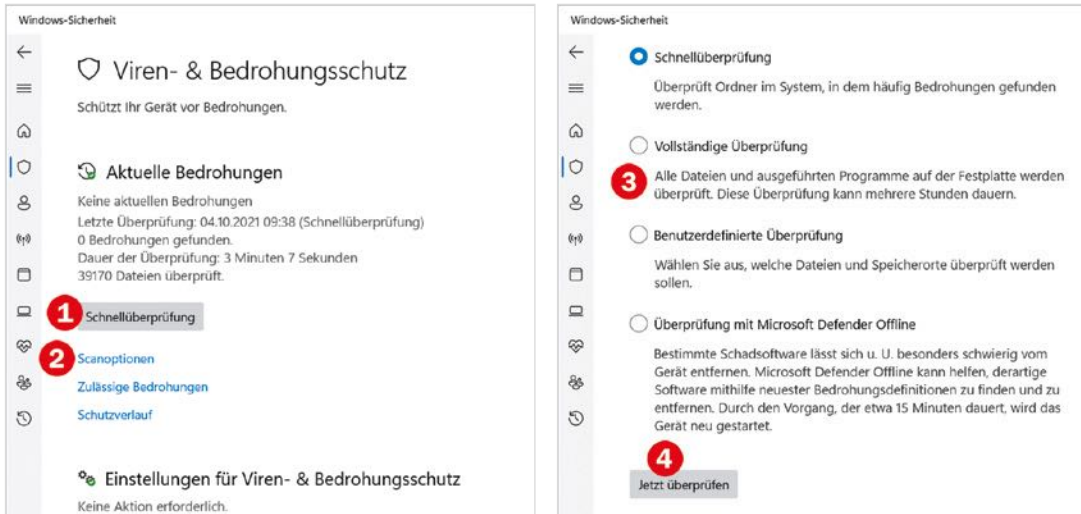 Windows-Sicherheit
Viren- & Bedrohungsschutz
Schützt Ihr Gerät vor Bedrohungen.
Aktuelle Bedrohungen
Keine aktuellen Bedrohungen
Letzte Überprüfung: 04.10.2021 09:38 (Schnellüberprüfung)
0 Bedrohungen gefunden.
Dauer der Überprüfung: 3 Minuten 7 Sekunden
39170 Dateien überprüft.
1
Schnellüberprüfung
2
Scanoptionen
Zulässige Bedrohungen
Schutzverlauf
Einstellungen für Viren- & Bedrohungsschutz
Keine Aktion erforderlich.
Windows-Sicherheit
Schnellüberprüfung
Überprüft Ordner im System, in dem häufig Bedrohungen gefunden
werden.
Vollständige Überprüfung
3
Alle Dateien und ausgeführten Programme auf der Festplatte werden
überprüft. Diese Überprüfung kann mehrere Stunden dauern.
Benutzerdefinierte Überprüfung
Wählen Sie aus, welche Dateien und Speicherorte überprüft werden
sollen.
Überprüfung mit Microsoft Defender Offline
Bestimmte Schadsoftware lässt sich u. U. besonders schwierig vom
Gerät entfernen. Microsoft Defender Offline kann helfen, derartige
Software mithilfe neuester Bedrohungsdefinitionen zu finden und zu
entfernen. Durch den Vorgang, der etwa 15 Minuten dauert, wird das
Gerät neu gestartet.
4
Jetzt überprüfen